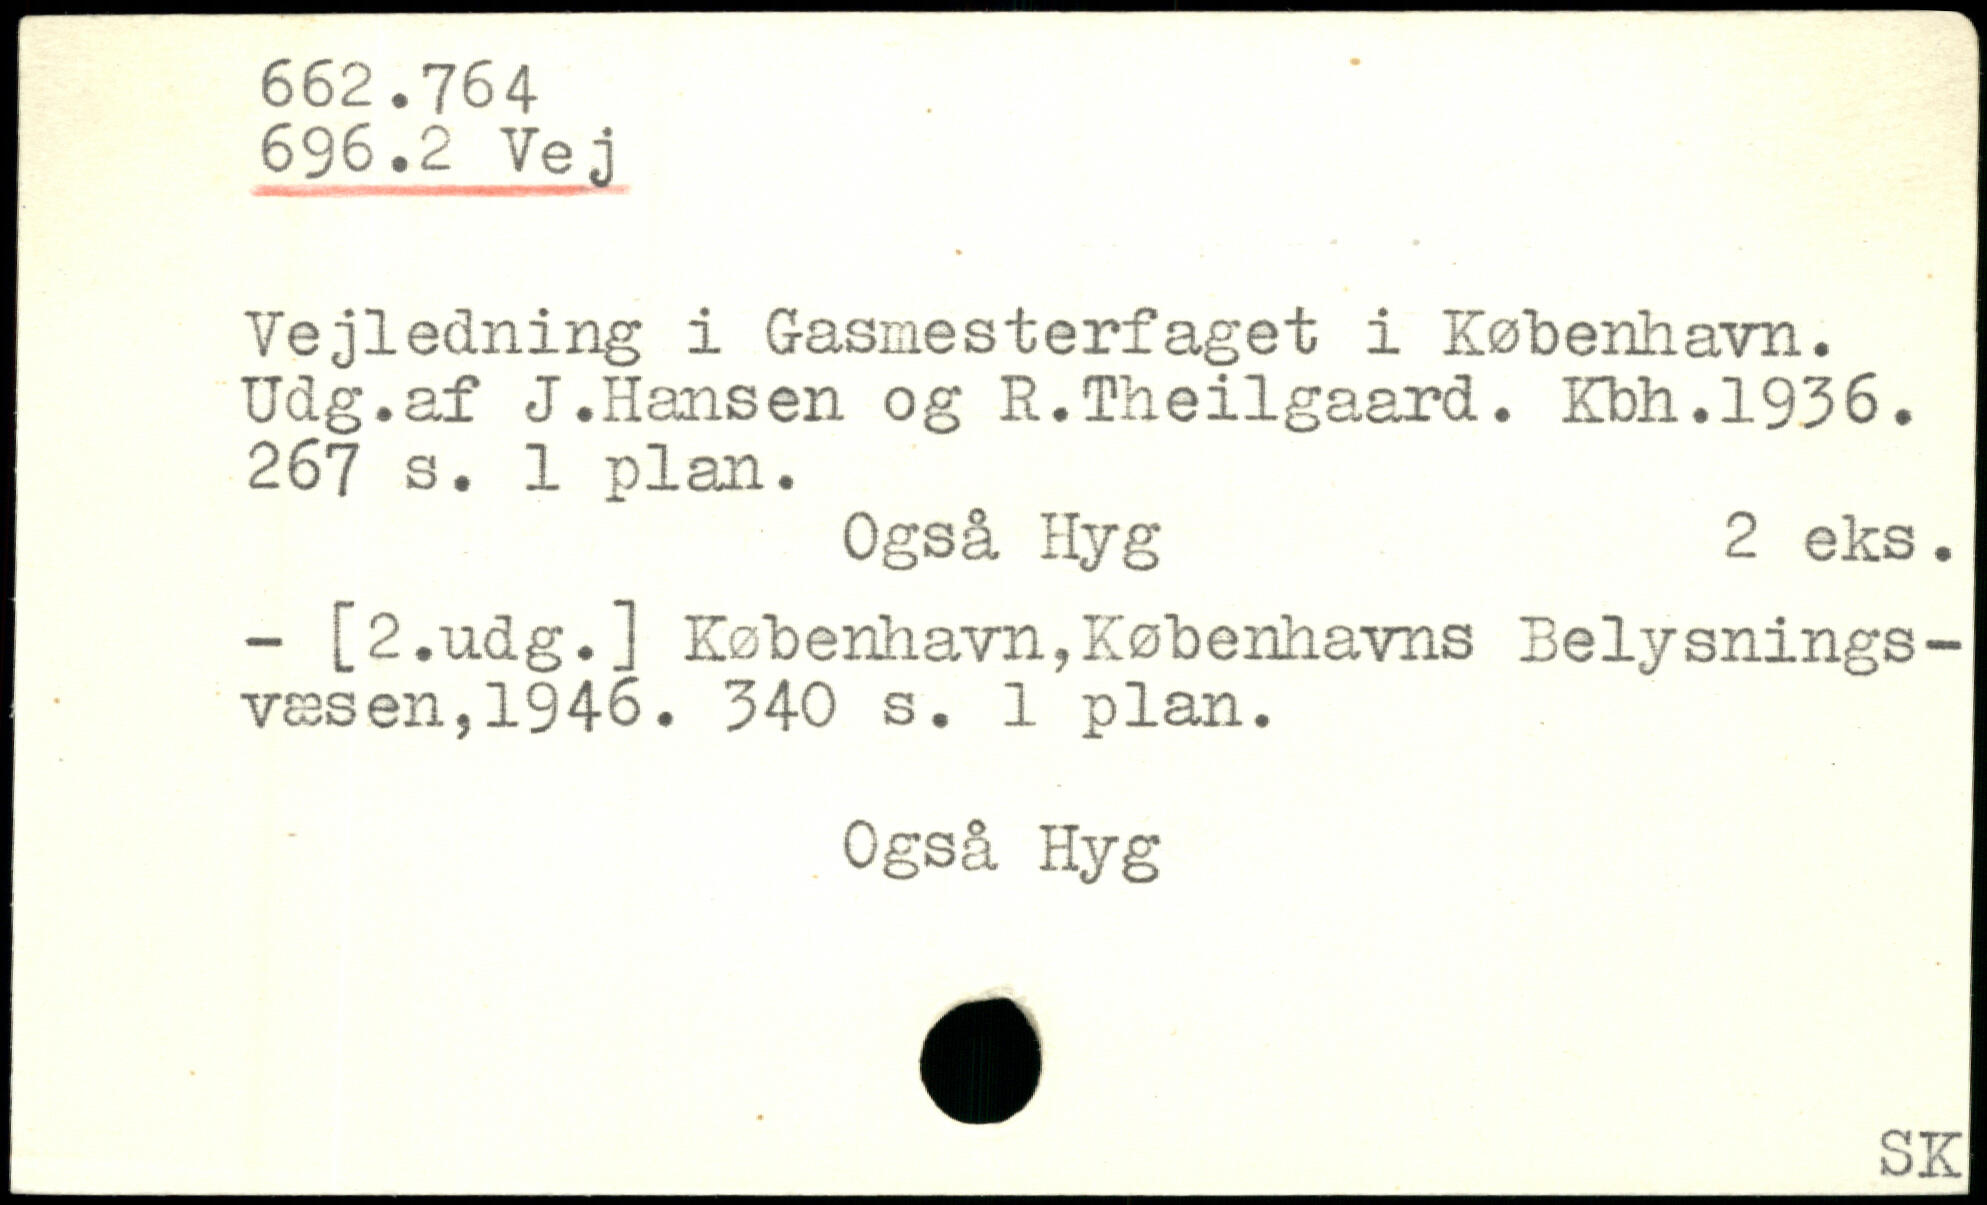 662.764
696.2 Vej
Vejledning i Gasmesterfaget i København.
Udg.af J.Hansen og R.Theilgaard. Kbh.1936.
267 s. 1 plan.
Også Hyg 2 eks.
- [2.udg.] København,Københavns Belysnings-
væsen,1946. 340 s. 1 plan.
Også Hyg
SK